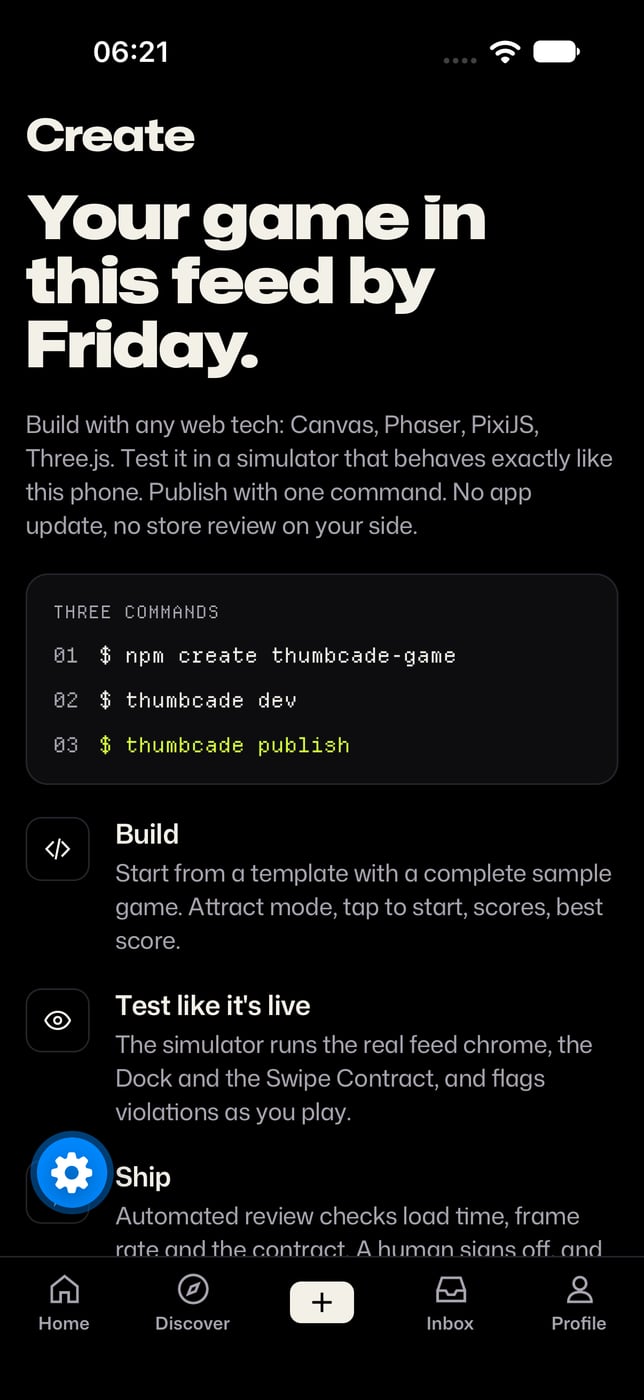 06:21
Create
Your game in
this feed by
Friday.
Build with any web tech: Canvas, Phaser, PixiJS,
Three.js. Test it in a simulator that behaves exactly like
this phone. Publish with one command. No app
update, no store review on your side.
THREE COMMANDS
01 $ npm create thumbcade-game
02 $ thumbcade dev
03 $ thumbcade publish
Build
Start from a template with a complete sample
game. Attract mode, tap to start, scores, best
score.
Test like it's live
The simulator runs the real feed chrome, the
Dock and the Swipe Contract, and flags
violations as you play.
Ship
Automated review checks load time, frame
rate and the contract. A human signs off, and
Home
Discover
Inbox
Profile